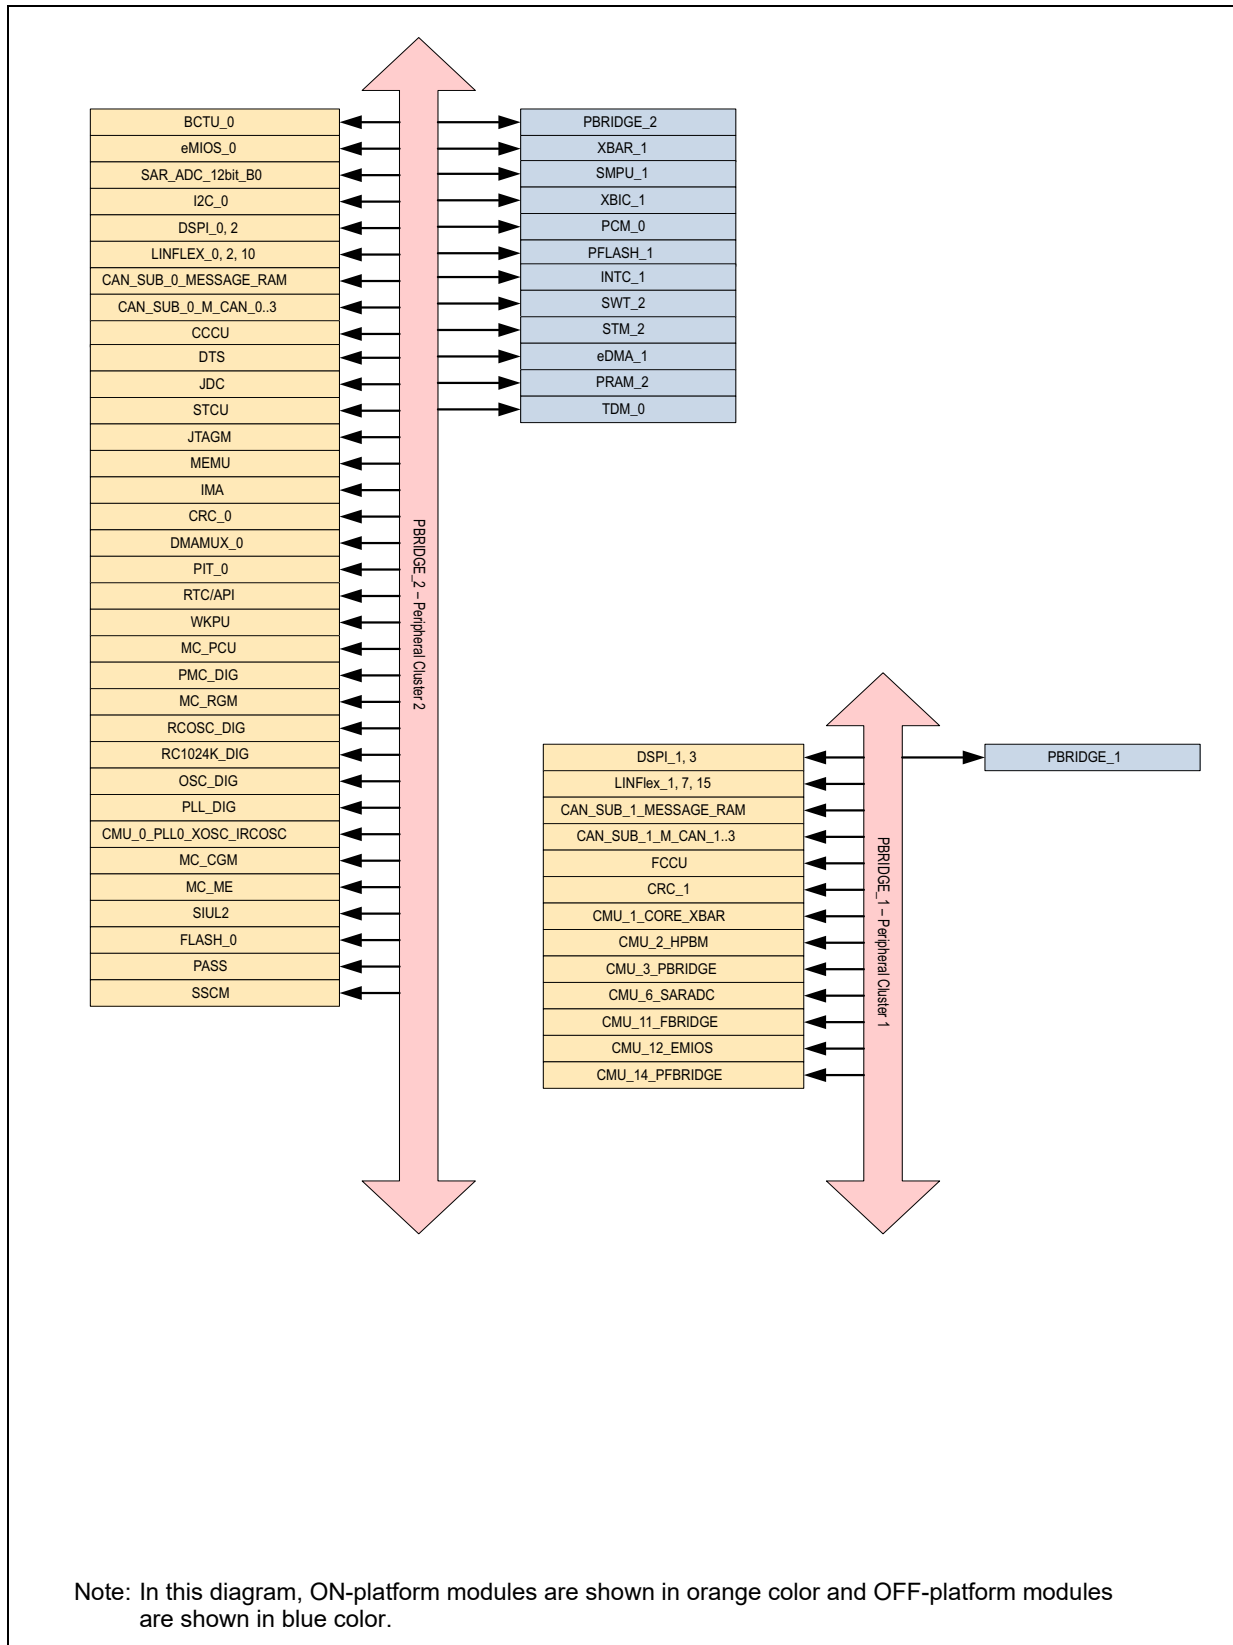 BCTU_0
eMIOS_0
SAR_ADC_12bit_B0
I2C_0
DSPI_0, 2
LINFLEX_0, 2, 10
CAN_SUB_0_MESSAGE_RAM
CAN_SUB_0_M_CAN_0..3
CCCU
DTS
JDC
STCU
JTAGM
MEMU
IMA
CRC_0
DMAMUX_0
PIT_0
RTC/API
WKPU
MC_PCU
PMC_DIG
MC_RGM
RCOSC_DIG
RC1024K_DIG
OSC_DIG
PLL_DIG
CMU_0_PLL0_XOSC_IRCOSC
MC_CGM
MC_ME
SIUL2
FLASH_0
PASS
SSCM
PBRIDGE_2 – Peripheral Cluster 2
PBRIDGE_2
XBAR_1
SMPU_1
XBIC_1
PCM_0
PFLASH_1
INTC_1
SWT_2
STM_2
eDMA_1
PRAM_2
TDM_0
DSPI_1, 3
LINFlex_1, 7, 15
CAN_SUB_1_MESSAGE_RAM
CAN_SUB_1_M_CAN_1..3
FCCU
CRC_1
CMU_1_CORE_XBAR
CMU_2_HPBM
CMU_3_PBRIDGE
CMU_6_SARADC
CMU_11_FBRIDGE
CMU_12_EMIOS
CMU_14_PFBRIDGE
PBRIDGE_1 – Peripheral Cluster 1
PBRIDGE_1
Note: In this diagram, ON-platform modules are shown in orange color and OFF-platform modules
are shown in blue color.